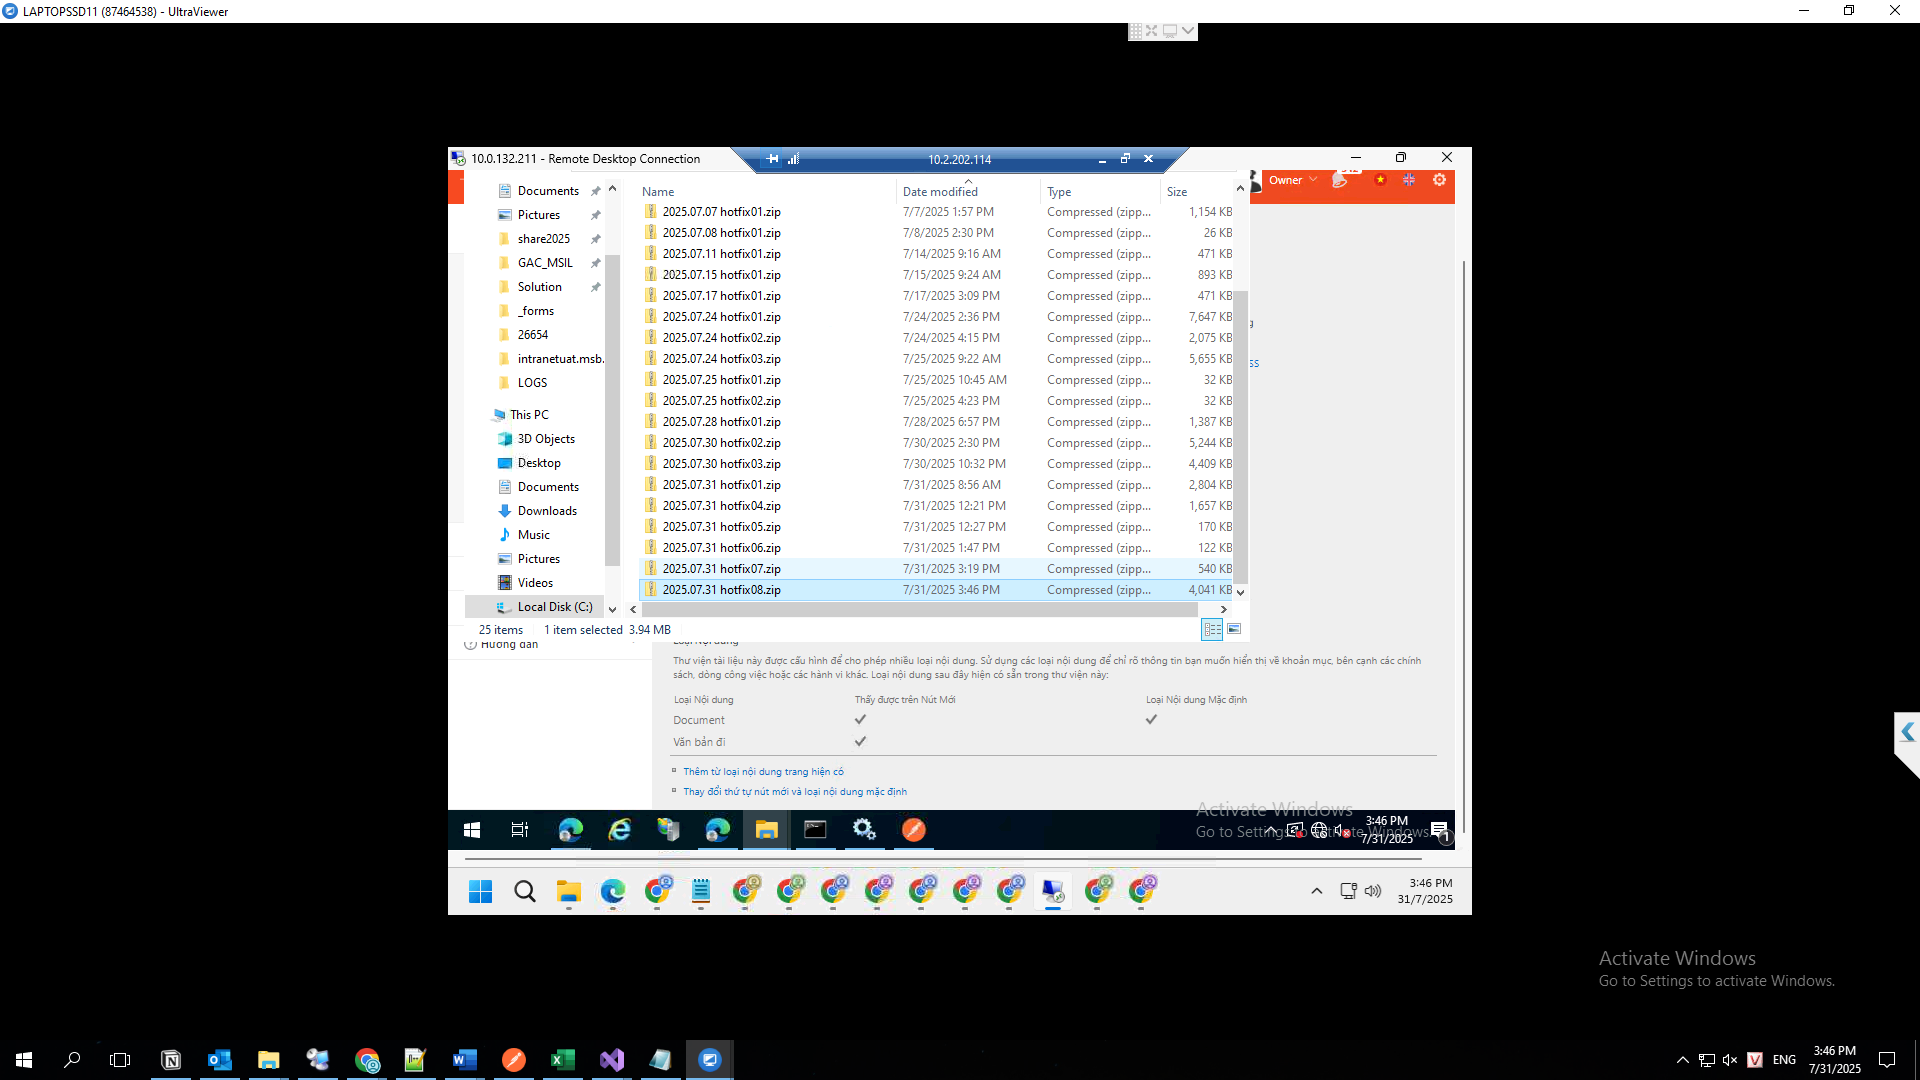 LAPTOPSSD11 (87464538) - UltraViewer
10.0.132.211 - Remote Desktop Connection
10.2.202.114
Owner
Documents
Pictures
share2025
GAC_MSIL
Solution
_forms
26654
intranetuat.msb.
LOGS
This PC
3D Objects
Desktop
Documents
Downloads
Music
Pictures
Videos
Local Disk (C:)
Name Date modified Type Size
2025.07.07 hotfix01.zip 7/7/2025 1:57 PM Compressed (zipp... 1,154 KB
2025.07.08 hotfix01.zip 7/8/2025 2:30 PM Compressed (zipp... 26 KB
2025.07.11 hotfix01.zip 7/14/2025 9:16 AM Compressed (zipp... 471 KB
2025.07.15 hotfix01.zip 7/15/2025 9:24 AM Compressed (zipp... 893 KB
2025.07.17 hotfix01.zip 7/17/2025 3:09 PM Compressed (zipp... 471 KB
2025.07.24 hotfix01.zip 7/24/2025 2:36 PM Compressed (zipp... 7,647 KB
2025.07.24 hotfix02.zip 7/24/2025 4:15 PM Compressed (zipp... 2,075 KB
2025.07.24 hotfix03.zip 7/25/2025 9:22 AM Compressed (zipp... 5,655 KB
2025.07.25 hotfix01.zip 7/25/2025 10:45 AM Compressed (zipp... 32 KB
2025.07.25 hotfix02.zip 7/25/2025 4:23 PM Compressed (zipp... 32 KB
2025.07.28 hotfix01.zip 7/28/2025 6:57 PM Compressed (zipp... 1,387 KB
2025.07.30 hotfix02.zip 7/30/2025 2:30 PM Compressed (zipp... 5,244 KB
2025.07.30 hotfix03.zip 7/30/2025 10:32 PM Compressed (zipp... 4,409 KB
2025.07.31 hotfix01.zip 7/31/2025 8:56 AM Compressed (zipp... 2,804 KB
2025.07.31 hotfix04.zip 7/31/2025 12:21 PM Compressed (zipp... 1,657 KB
2025.07.31 hotfix05.zip 7/31/2025 12:27 PM Compressed (zipp... 170 KB
2025.07.31 hotfix06.zip 7/31/2025 1:47 PM Compressed (zipp... 122 KB
2025.07.31 hotfix07.zip 7/31/2025 3:19 PM Compressed (zipp... 540 KB
2025.07.31 hotfix08.zip 7/31/2025 3:46 PM Compressed (zipp... 4,041 KB
g
ss
25 items 1 item selected 3.94 MB
Hướng dẫn
Loại Nội dung
Thư viện tài liệu này được cấu hình để cho phép nhiều loại nội dung. Sử dụng các loại nội dung để chỉ rõ thông tin bạn muốn hiển thị về khoản mục, bên cạnh các chính
sách, dòng công việc hoặc các hành vi khác. Loại nội dung sau đây hiện có sẵn trong thư viện này:
Loại Nội dung Thấy được trên Nút Mới Loại Nội dung Mặc định
Document
Văn bản đi
Thêm từ loại nội dung trang hiện có
Thay đổi thứ tự nút mới và loại nội dung mặc định
Activate Windows
Go to Settings to activate Windows.
3:46 PM
7/31/2025
1
3:46 PM
31/7/2025
Activate Windows
Go to Settings to activate Windows.
ENG
3:46 PM
7/31/2025